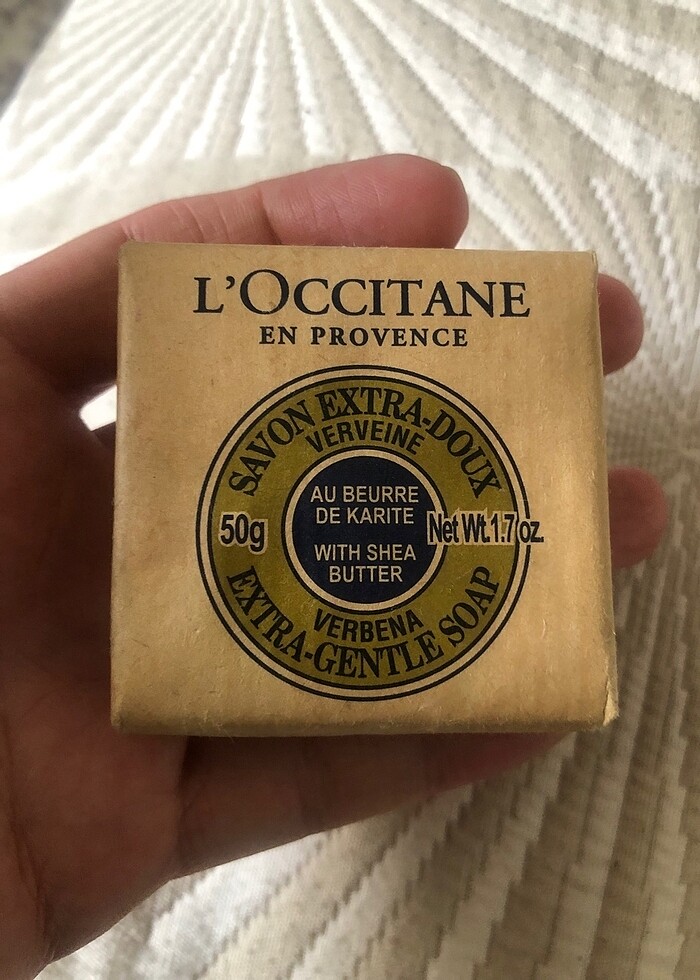 L'OCCITANE
EN PROVENCE
SAVON EXTRA-DOUX
VERVEINE
AU BEURRE
DE KARITE
50g
Net Wt.1.7 oz.
WITH SHEA
BUTTER
VERBENA
EXTRA-GENTLE SOAP